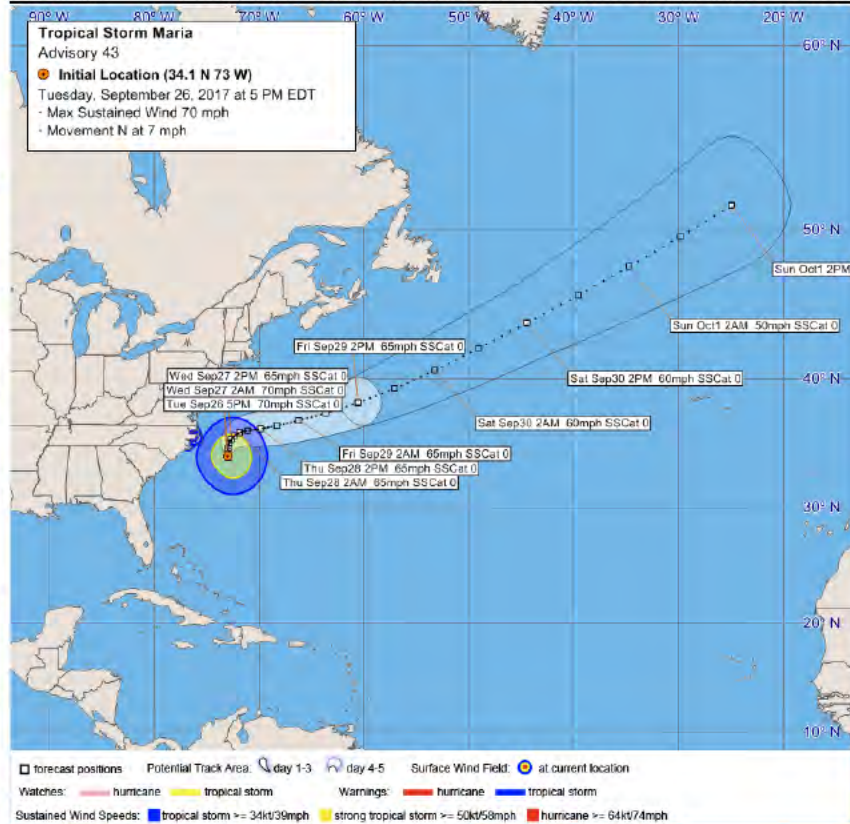 90° W 80° W 70° W 60° W 50° W 40° W 30° W 20° W
Tropical Storm Maria
Advisory 43
Initial Location (34.1 N 73 W)
Tuesday, September 26, 2017 at 5 PM EDT
· Max Sustained Wind 70 mph
· Movement N at 7 mph
60° N
50° N
Sun Oct1 2PM
Sun Oct1 2AM 50mph SSCat 0
Fri Sep29 2PM 65mph SSCat 0
40° N
Wed Sep27 2PM 65mph SSCat 0
Sat Sep30 2PM 60mph SSCat 0
Wed Sep27 2AM 70mph SSCat 0
Tue Sep26 5PM 70mph SSCat 0
Sat Sep30 2AM 60mph SSCat 0
Fri Sep29 2AM 65mph SSCat 0
Thu Sep28 2PM 65mph SSCat 0
Thu Sep28 2AM 65mph SSCat 0
30° N
20° N
10° N
forecast positions Potential Track Area: day 1-3 day 4-5 Surface Wind Field: at current location
Watches: hurricane tropical storm Warnings: hurricane tropical storm
Sustained Wind Speeds: tropical storm >= 34kt/39mph strong tropical storm >= 50kt/58mph hurricane >= 64kt/74mph